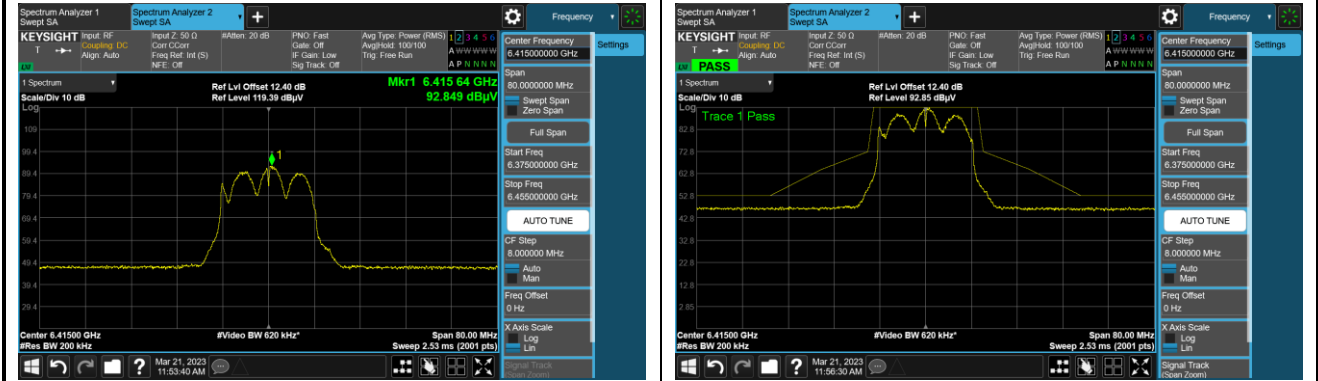 Spectrum Analyzer 1
Swept SA
Spectrum Analyzer 2
Swept SA
+
Frequency
KEYSIGHT
Input: RF
Coupling: DC
Align: Auto
Input Z: 50 Ω
Corr CCorr
Freq Ref: Int (S)
NFE: Off
#Atten: 20 dB
PNO: Fast
Gate: Off
IF Gain: Low
Sig Track: Off
Avg Type: Power (RMS)
Avg|Hold: 100/100
Trig: Free Run
1 2 3 4 5 6
A W W W W W
A P N N N N
T
1 Spectrum
Scale/Div 10 dB
Log
Ref Lvl Offset 12.40 dB
Ref Level 119.39 dBµV
Mkr1 6.415 64 GHz
92.849 dBµV
109
99.4
89.4
79.4
69.4
59.4
49.4
39.4
29.4
1
Center 6.41500 GHz
#Res BW 200 kHz
#Video BW 620 kHz*
Span 80.00 MHz
Sweep 2.53 ms (2001 pts)
Center Frequency
6.415000000 GHz
Settings
Span
80.0000000 MHz
Swept Span
Zero Span
Full Span
Start Freq
6.375000000 GHz
Stop Freq
6.455000000 GHz
AUTO TUNE
CF Step
8.000000 MHz
Auto
Man
Freq Offset
0 Hz
X Axis Scale
Log
Lin
Signal Track
(Span Zoom)
?
Mar 21, 2023
11:53:40 AM
Spectrum Analyzer 1
Swept SA
Spectrum Analyzer 2
Swept SA
+
Frequency
KEYSIGHT
Input: RF
Coupling: DC
Align: Auto
Input Z: 50 Ω
Corr CCorr
Freq Ref: Int (S)
NFE: Off
#Atten: 20 dB
PNO: Fast
Gate: Off
IF Gain: Low
Sig Track: Off
Avg Type: Power (RMS)
Avg|Hold: 100/100
Trig: Free Run
1 2 3 4 5 6
A W W W W W
A P N N N N
T
PASS
1 Spectrum
Scale/Div 10 dB
Log
Ref Lvl Offset 12.40 dB
Ref Level 92.85 dBµV
Trace 1 Pass
82.8
72.8
62.8
52.8
42.8
32.8
22.8
12.8
2.85
Center 6.41500 GHz
#Res BW 200 kHz
#Video BW 620 kHz*
Span 80.00 MHz
Sweep 2.53 ms (2001 pts)
Center Frequency
6.415000000 GHz
Settings
Span
80.0000000 MHz
Swept Span
Zero Span
Full Span
Start Freq
6.375000000 GHz
Stop Freq
6.455000000 GHz
AUTO TUNE
CF Step
8.000000 MHz
Auto
Man
Freq Offset
0 Hz
X Axis Scale
Log
Lin
Signal Track
(Span Zoom)
?
Mar 21, 2023
11:56:30 AM